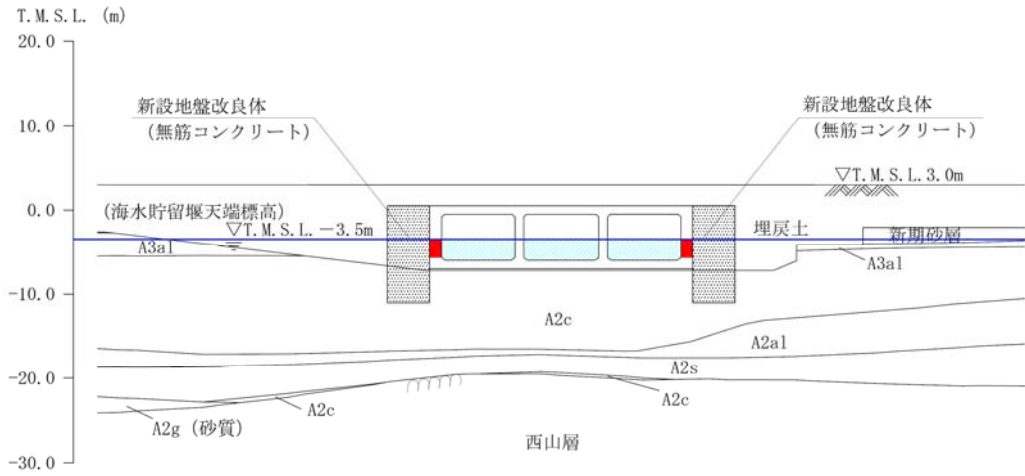 T.M.S.L. (m)
20.0
10.0
0.0
-10.0
-20.0
-30.0
新設地盤改良体
(無筋コンクリート)
新設地盤改良体
(無筋コンクリート)
▽T.M.S.L.3.0m
(海水貯留堰天端標高)
▽T.M.S.L.-3.5m
埋戻土
新期砂層
A3al
A3al
A2c
A2al
A2s
A2c
A2c
A2g (砂質)
西山層